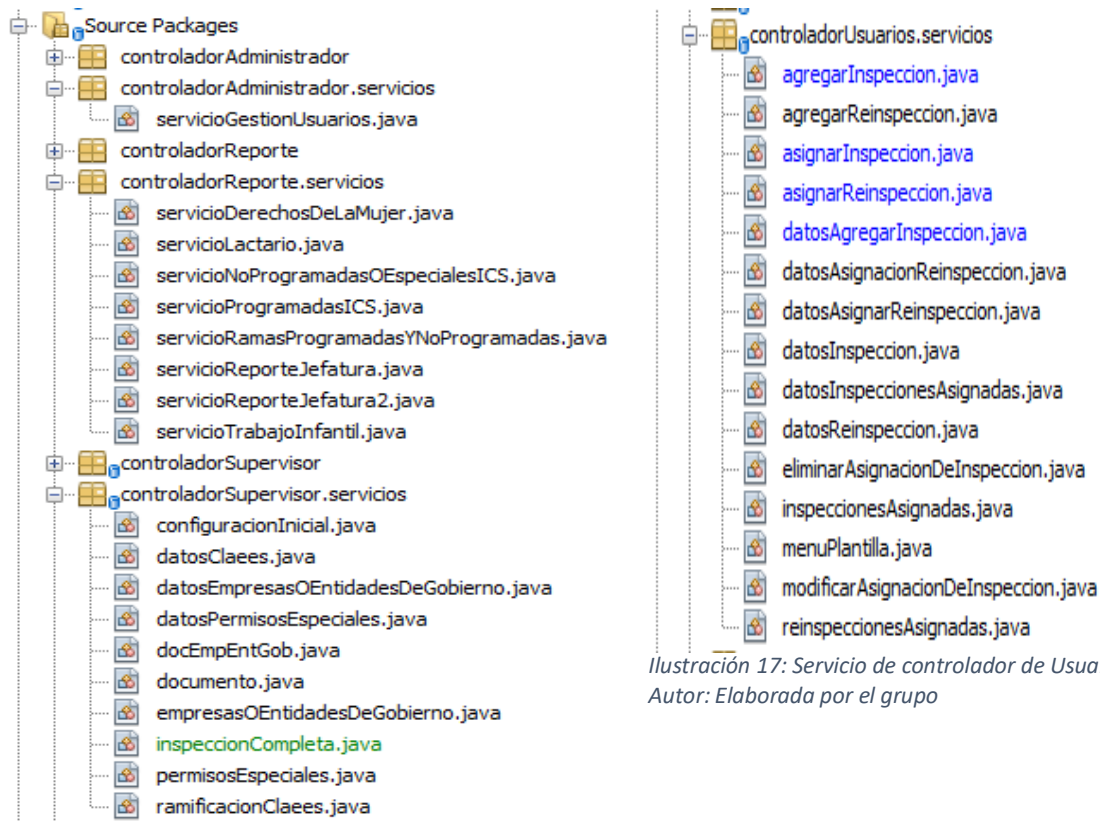 Source Packages
controladorAdministrador
controladorAdministrador.servicios
servicioGestionUsuarios.java
controladorReporte
controladorReporte.servicios
servicioDerechosDeLaMujer.java
servicioLactario.java
servicioNoProgramadasOEspecialesICS.java
servicioProgramadasICS.java
servicioRamasProgramadasYNoProgramadas.java
servicioReporteJefatura.java
servicioReporteJefatura2.java
servicioTrabajoInfantil.java
controladorSupervisor
controladorSupervisor.servicios
configuracionInicial.java
datosClaees.java
datosEmpresasOEntidadesDeGobierno.java
datosPermisosEspeciales.java
docEmpEntGob.java
documento.java
empresasOEntidadesDeGobierno.java
inspeccionCompleta.java
permisosEspeciales.java
ramificacionClaees.java
controladorUsuarios.servicios
agregarInspeccion.java
agregarReinspeccion.java
asignarInspeccion.java
asignarReinspeccion.java
datosAgregarInspeccion.java
datosAsignacionReinspeccion.java
datosAsignarReinspeccion.java
datosInspeccion.java
datosInspeccionesAsignadas.java
datosReinspeccion.java
eliminarAsignacionDeInspeccion.java
inspeccionesAsignadas.java
menuPlantilla.java
modificarAsignacionDeInspeccion.java
reinspeccionesAsignadas.java
Ilustración 17: Servicio de controlador de Usua
Autor: Elaborada por el grupo